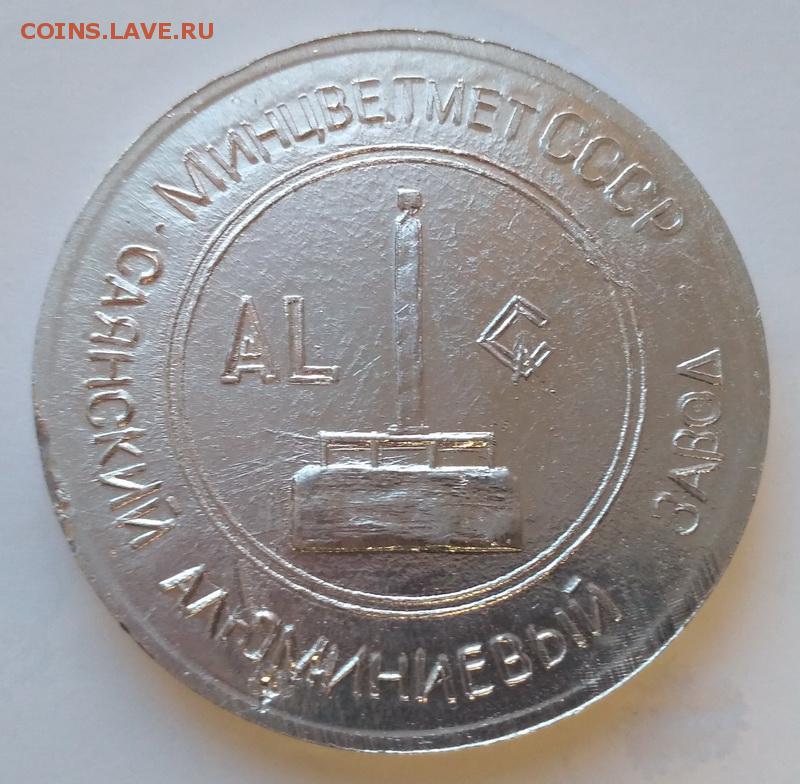 COINS.LAVE.RU
МИНЦВЕТМЕТ СССР
САЯНСКИЙ АЛЮМИНИЕВЫЙ ЗАВОД
AL